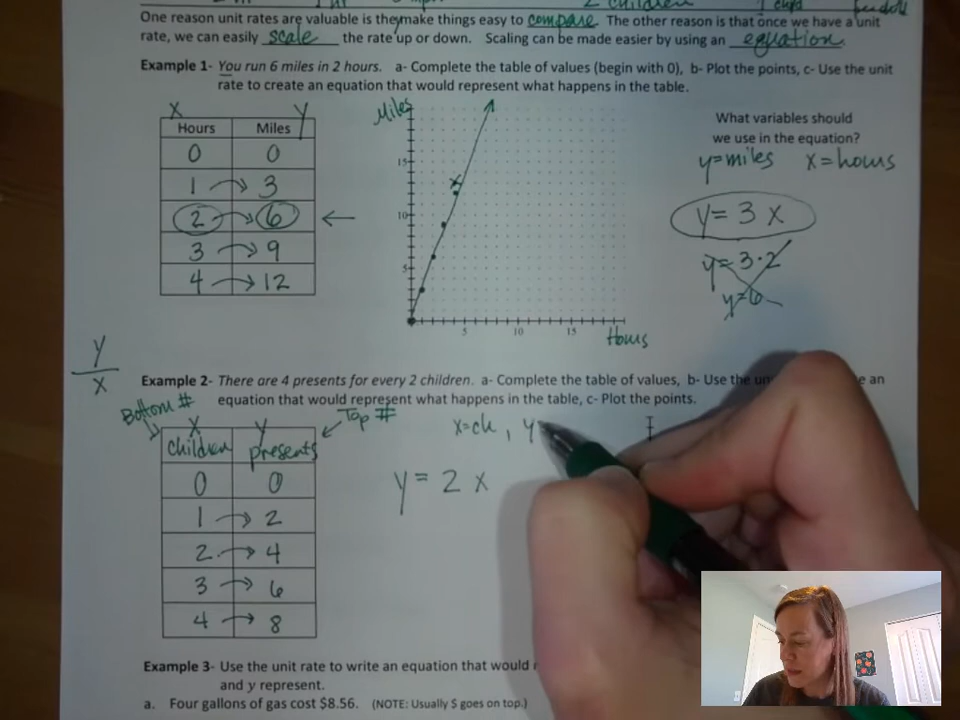 2 children
1 child
One reason unit rates are valuable is they make things easy to compare. The other reason is that once we have a unit
rate, we can easily scale the rate up or down. Scaling can be made easier by using an equation.
Example 1- You run 6 miles in 2 hours. a- Complete the table of values (begin with 0), b- Plot the points, c- Use the unit
rate to create an equation that would represent what happens in the table.
X Y
Hours Miles
0 0
1 3
2 6
3 9
4 12
Miles
15
10
5
5 10 15
Hours
What variables should
we use in the equation?
y=miles x=hours
y=3x
y=3·2
y=6
y
x
Example 2- There are 4 presents for every 2 children. a- Complete the table of values, b- Use the an
equation that would represent what happens in the table, c- Plot the points.
Bottom #
Top #
X Y
children presents
0 0
1 2
2 4
3 6
4 8
x=ch, y
y=2x
Example 3- Use the unit rate to write an equation that would
and y represent.
a. Four gallons of gas cost $8.56. (NOTE: Usually $ goes on top.)